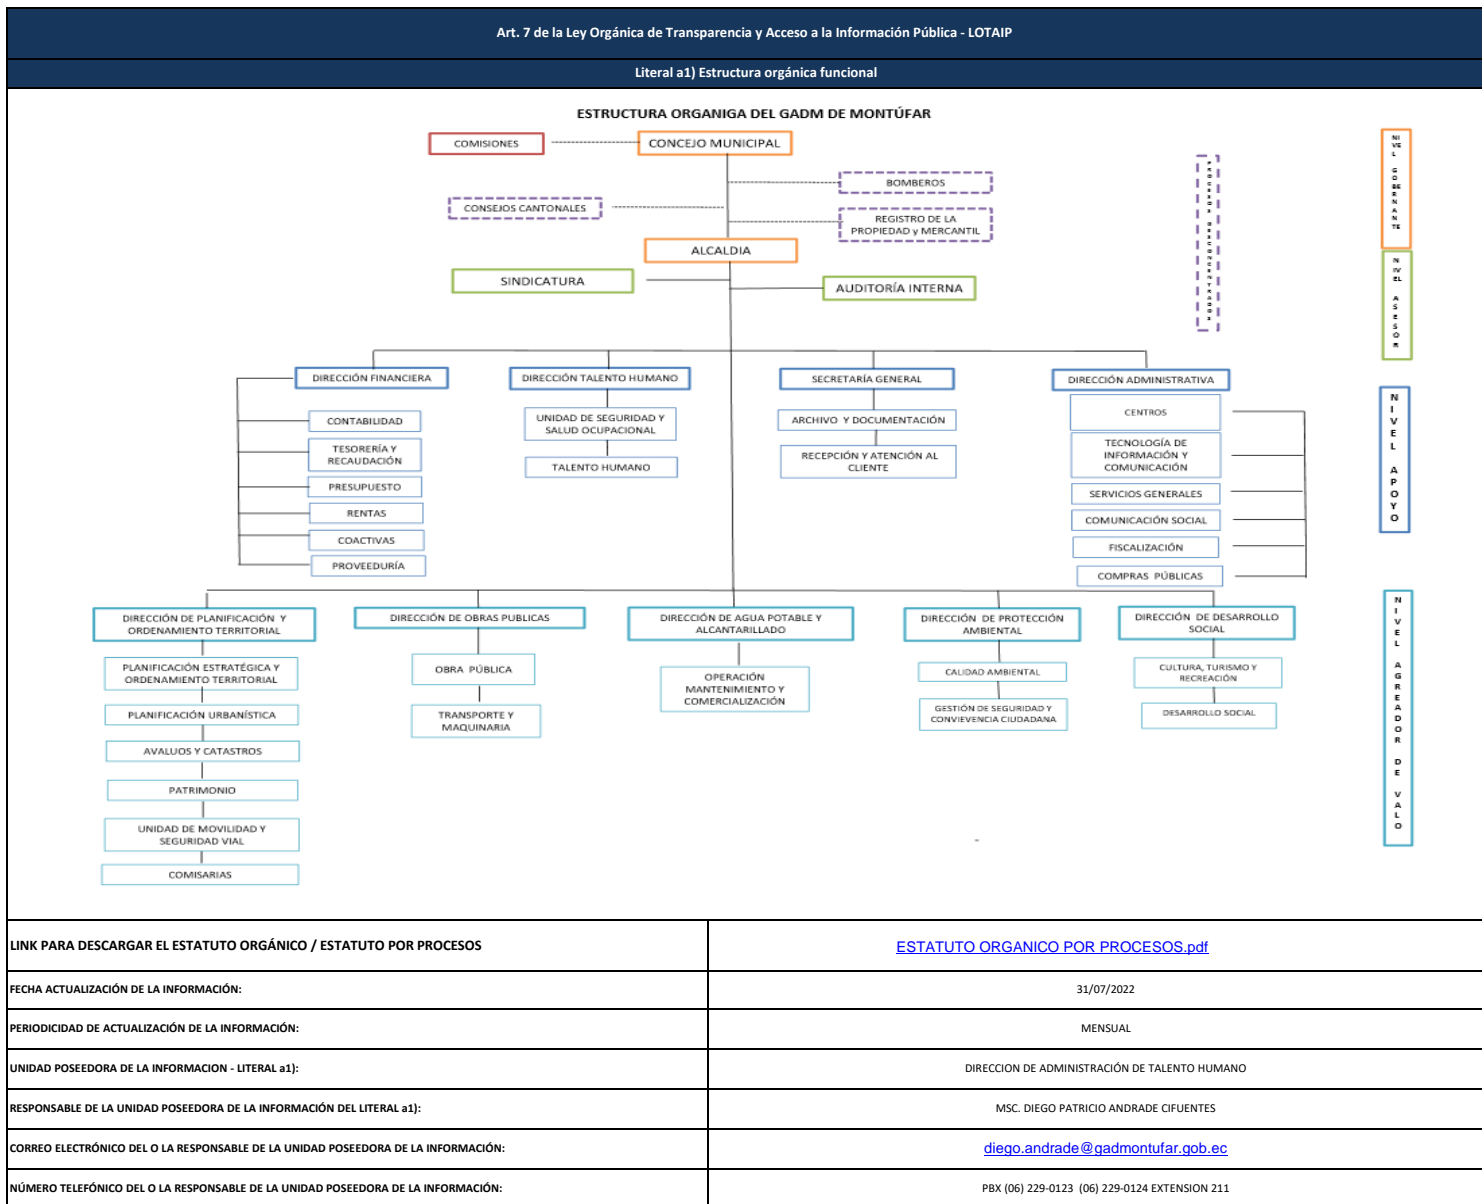 Art. 7 de la Ley Orgánica de Transparencia y Acceso a la Información Pública - LOTAIP
Literal a1) Estructura orgánica funcional
ESTRUCTURA ORGANIGA DEL GADM DE MONTÚFAR
COMISIONES
CONCEJO MUNICIPAL
BOMBEROS
CONSEJOS CANTONALES
REGISTRO DE LA
PROPIEDAD y MERCANTIL
ALCALDIA
SINDICATURA
AUDITORÍA INTERNA
PROCESOS DESCONCENTRADOS
NIVEL GOBERNANTE
NIVEL ASESOR
DIRECCIÓN FINANCIERA
DIRECCIÓN TALENTO HUMANO
SECRETARÍA GENERAL
DIRECCIÓN ADMINISTRATIVA
CONTABILIDAD
TESORERÍA Y
RECAUDACIÓN
PRESUPUESTO
RENTAS
COACTIVAS
PROVEEDURÍA
UNIDAD DE SEGURIDAD Y
SALUD OCUPACIONAL
TALENTO HUMANO
ARCHIVO Y DOCUMENTACIÓN
RECEPCIÓN Y ATENCIÓN AL
CLIENTE
CENTROS
TECNOLOGÍA DE
INFORMACIÓN Y
COMUNICACIÓN
SERVICIOS GENERALES
COMUNICACIÓN SOCIAL
FISCALIZACIÓN
COMPRAS PÚBLICAS
NIVEL APOYO
DIRECCIÓN DE PLANIFICACIÓN Y
ORDENAMIENTO TERRITORIAL
DIRECCIÓN DE OBRAS PUBLICAS
DIRECCIÓN DE AGUA POTABLE Y
ALCANTARILLADO
DIRECCIÓN DE PROTECCIÓN
AMBIENTAL
DIRECCIÓN DE DESARROLLO
SOCIAL
PLANIFICACIÓN ESTRATÉGICA Y
ORDENAMIENTO TERRITORIAL
PLANIFICACIÓN URBANÍSTICA
AVALUOS Y CATASTROS
PATRIMONIO
UNIDAD DE MOVILIDAD Y
SEGURIDAD VIAL
COMISARIAS
OBRA PÚBLICA
TRANSPORTE Y
MAQUINARIA
OPERACIÓN
MANTENIMIENTO Y
COMERCIALIZACIÓN
CALIDAD AMBIENTAL
GESTIÓN DE SEGURIDAD Y
CONVIEVENCIA CIUDADANA
CULTURA, TURISMO Y
RECREACIÓN
DESARROLLO SOCIAL
NIVEL AGREADOR DE VALO
LINK PARA DESCARGAR EL ESTATUTO ORGÁNICO / ESTATUTO POR PROCESOS
ESTATUTO ORGANICO POR PROCESOS.pdf
FECHA ACTUALIZACIÓN DE LA INFORMACIÓN:
31/07/2022
PERIODICIDAD DE ACTUALIZACIÓN DE LA INFORMACIÓN:
MENSUAL
UNIDAD POSEEDORA DE LA INFORMACION - LITERAL a1):
DIRECCION DE ADMINISTRACIÓN DE TALENTO HUMANO
RESPONSABLE DE LA UNIDAD POSEEDORA DE LA INFORMACIÓN DEL LITERAL a1):
MSC. DIEGO PATRICIO ANDRADE CIFUENTES
CORREO ELECTRÓNICO DEL O LA RESPONSABLE DE LA UNIDAD POSEEDORA DE LA INFORMACIÓN:
diego.andrade@gadmontufar.gob.ec
NÚMERO TELEFÓNICO DEL O LA RESPONSABLE DE LA UNIDAD POSEEDORA DE LA INFORMACIÓN:
PBX (06) 229-0123 (06) 229-0124 EXTENSION 211